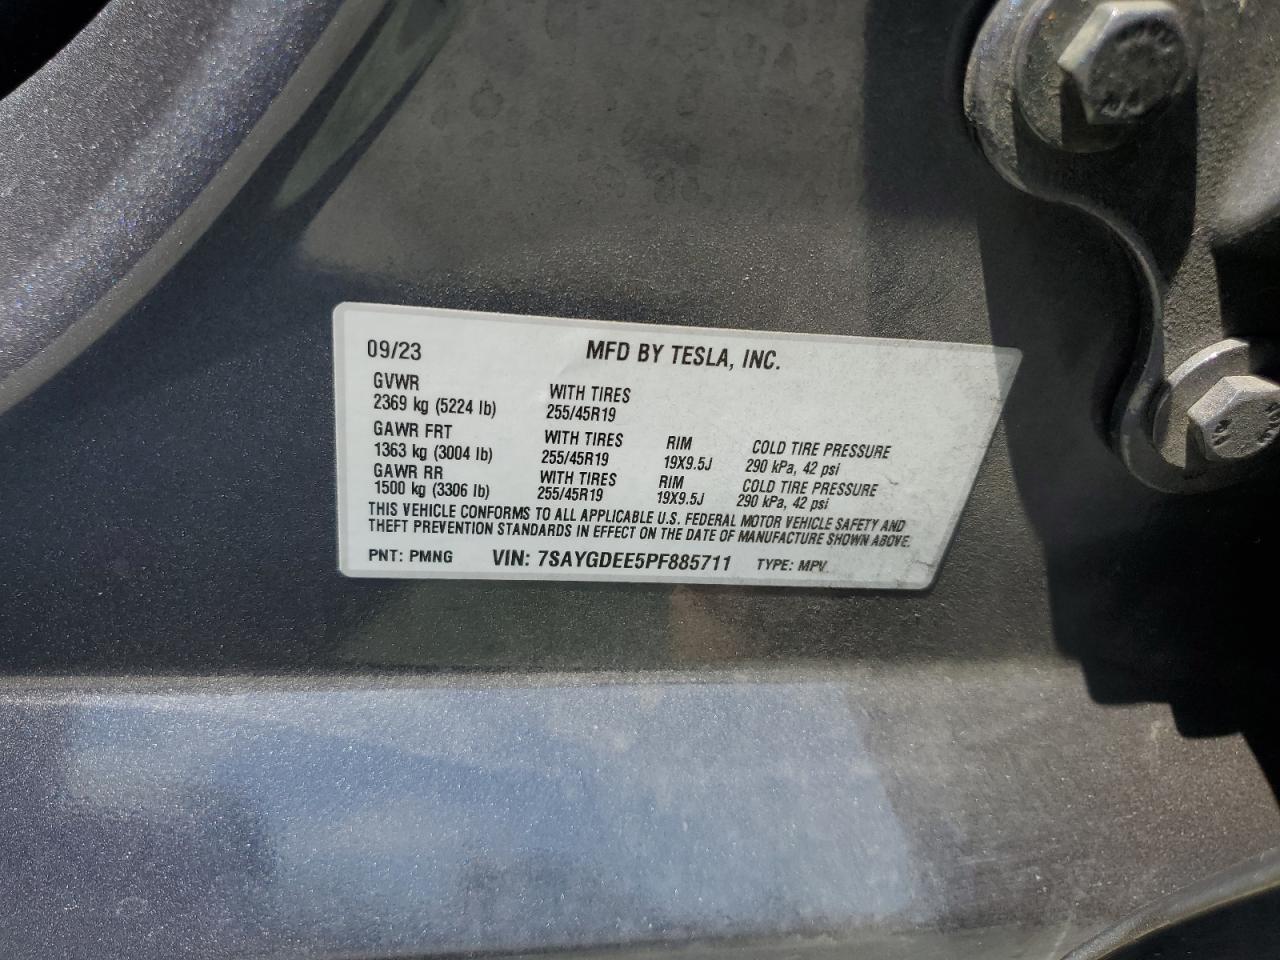 09/23 MFD BY TESLA, INC.
GVWR WITH TIRES
2369 kg (5224 lb) 255/45R19
GAWR FRT WITH TIRES RIM COLD TIRE PRESSURE
1363 kg (3004 lb) 255/45R19 19X9.5J 290 kPa, 42 psi
GAWR RR WITH TIRES RIM COLD TIRE PRESSURE
1500 kg (3306 lb) 255/45R19 19X9.5J 290 kPa, 42 psi
THIS VEHICLE CONFORMS TO ALL APPLICABLE U.S. FEDERAL MOTOR VEHICLE SAFETY AND
THEFT PREVENTION STANDARDS IN EFFECT ON THE DATE OF MANUFACTURE SHOWN ABOVE.
PNT: PMNG VIN: 7SAYGDEE5PF885711 TYPE: MPV